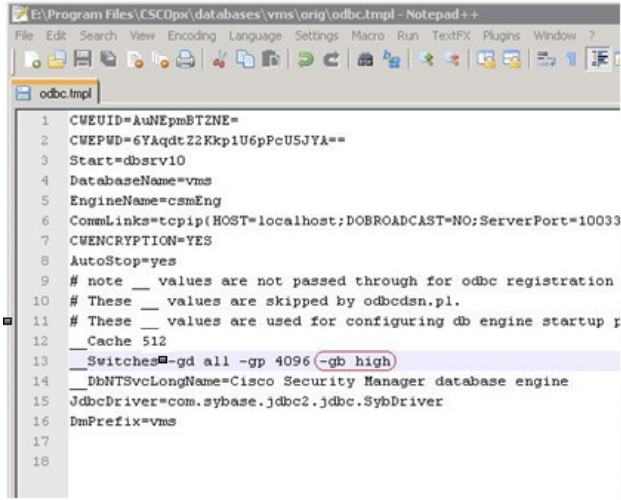 E:\Program Files\CSCOpx\databases\vms\orig\odbc.tmpl - Notepad++
File Edit Search View Encoding Language Settings Macro Run TextFX Plugins Window ?
odbc.tmpl
1 CWEUID=AuNEpmBTZNE=
2 CWEPWD=6YAqdtZ2Kkp1U6pPcU5JYA==
3 Start=dbsrv10
4 DatabaseName=vms
5 EngineName=csmEng
6 CommLinks=tcpip(HOST=localhost;DOBROADCAST=NO;ServerPort=10033
7 CWENCRYPTION=YES
8 AutoStop=yes
9 # note __ values are not passed through for odbc registration
10 # These __ values are skipped by odbcdsn.pl.
11 # These __ values are used for configuring db engine startup p
12 __Cache 512
13 __Switches -gd all -gp 4096 -gb high
14 __DbNTSvcLongName=Cisco Security Manager database engine
15 JdbcDriver=com.sybase.jdbc2.jdbc.SybDriver
16 DmPrefix=vms
17
18